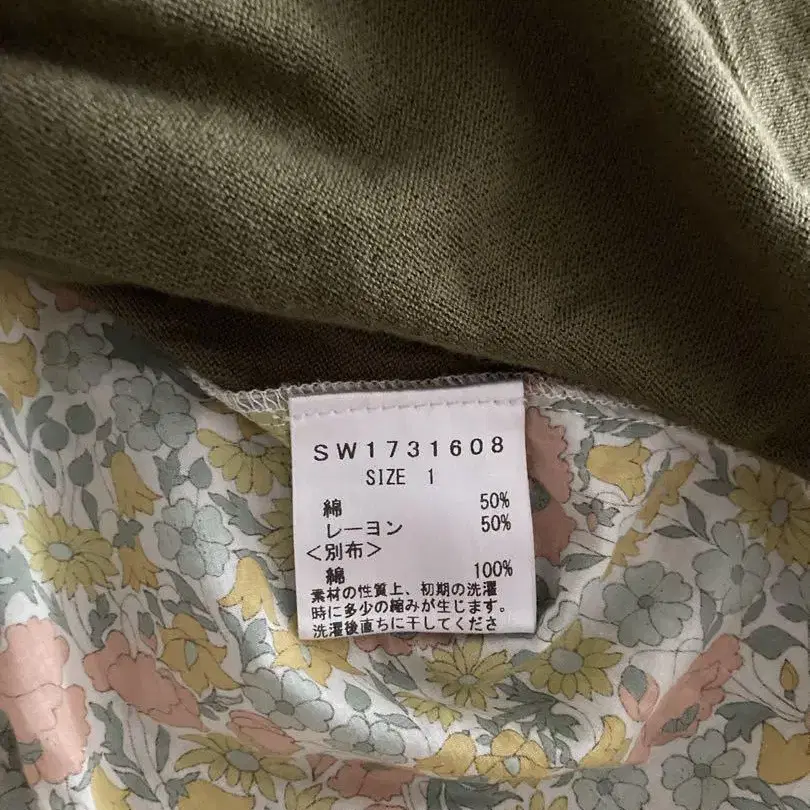 SW1731608
SIZE 1
綿 50%
レーヨン 50%
<別布>
綿 100%
素材の性質上、初期の洗濯
時に多少の縮みが生じます。
洗濯後直ちに干してくださ